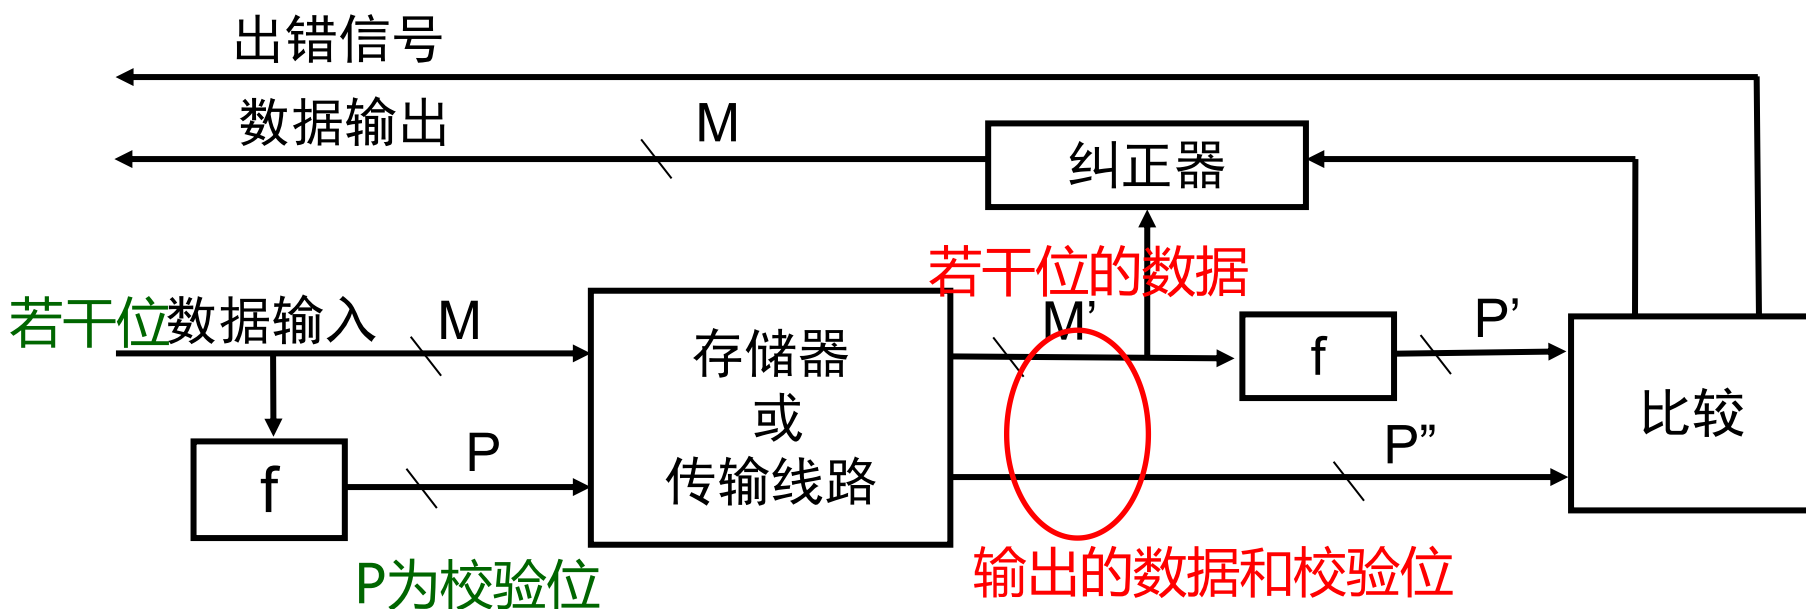 出错信号
数据输出
M
纠正器
若干位的数据
若干位数据输入
M
M’
P’
存储器
或
传输线路
f
比较
P
P”
f
P为校验位
输出的数据和校验位